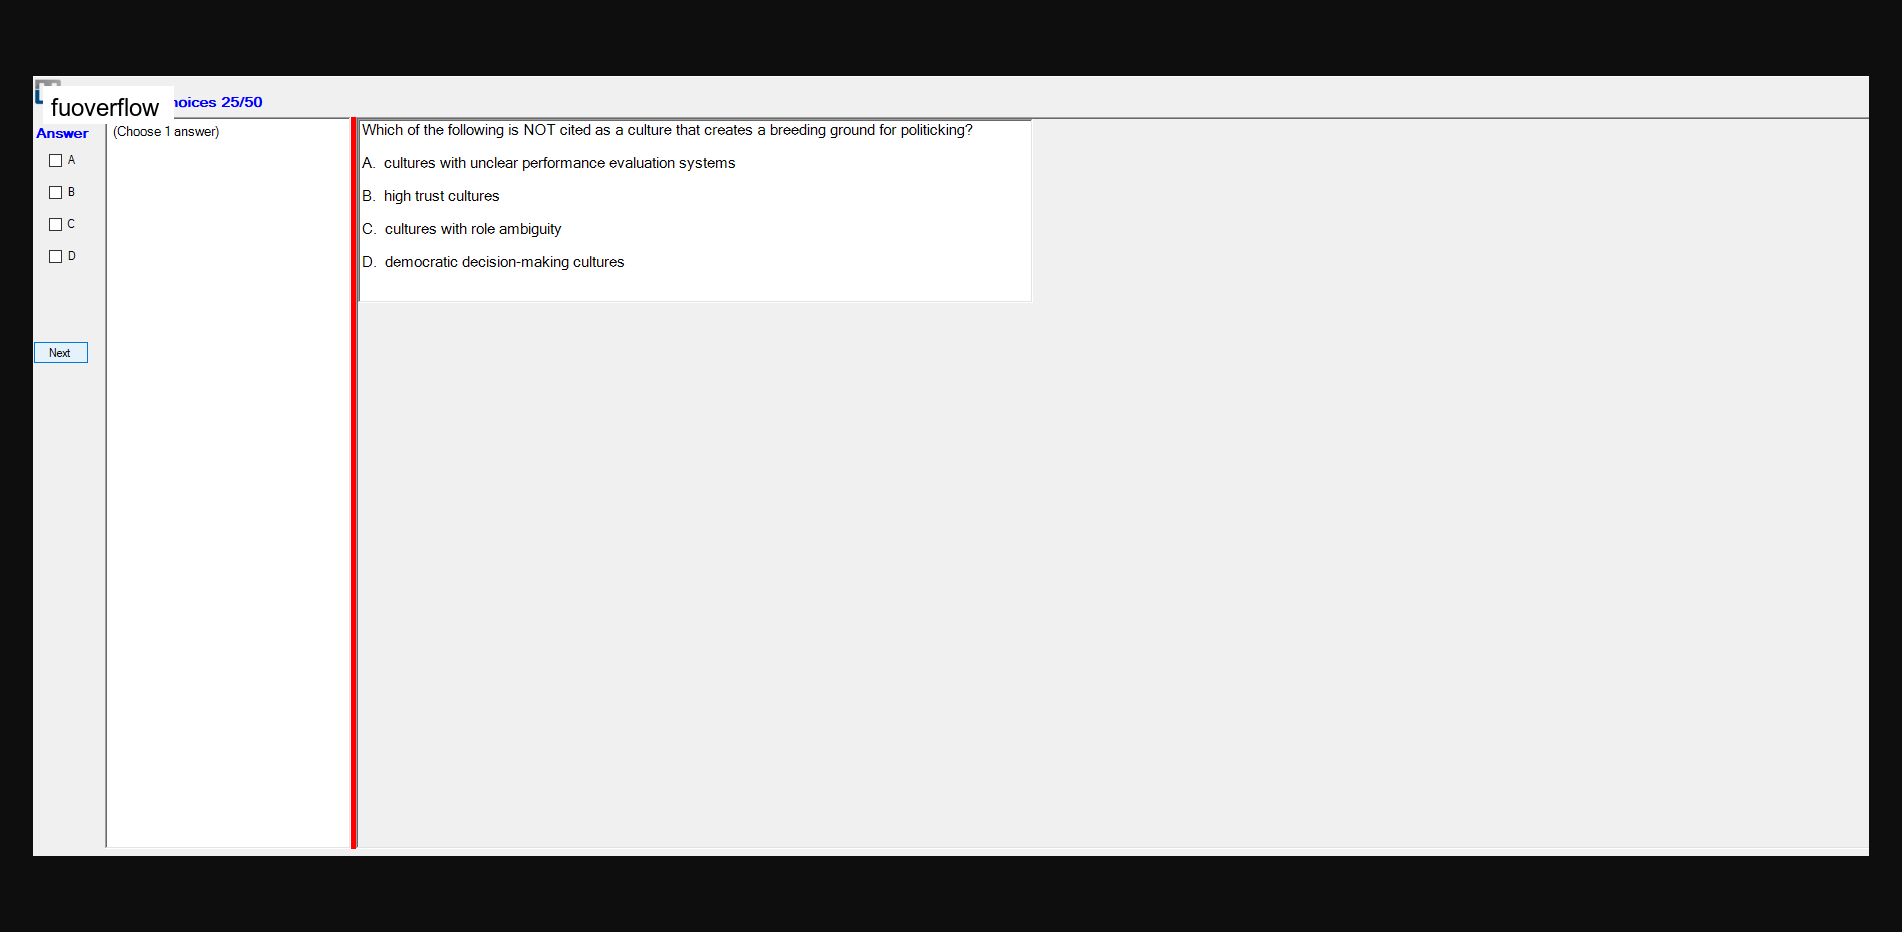 fuoverflow
hoices 25/50
Answer
(Choose 1 answer)
A
B
C
D
Next
Which of the following is NOT cited as a culture that creates a breeding ground for politicking?
A. cultures with unclear performance evaluation systems
B. high trust cultures
C. cultures with role ambiguity
D. democratic decision-making cultures